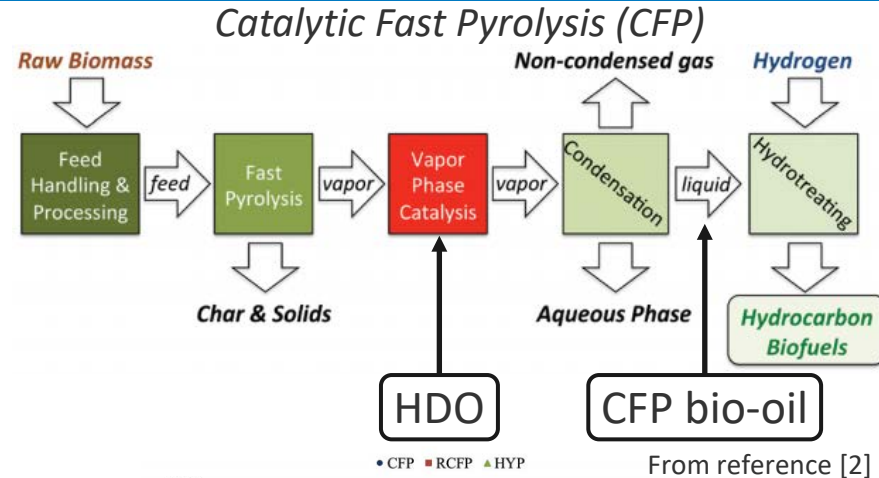 Catalytic Fast Pyrolysis (CFP)
Raw Biomass
Non-condensed gas
Hydrogen
Feed
Handling &
Processing
feed
Fast
Pyrolysis
vapor
Vapor
Phase
Catalysis
vapor
Condensation
liquid
Hydrotreating
Char & Solids
Aqueous Phase
Hydrocarbon
Biofuels
HDO
CFP bio-oil
• CFP ■ RCFP ▲ HYP
From reference [2]